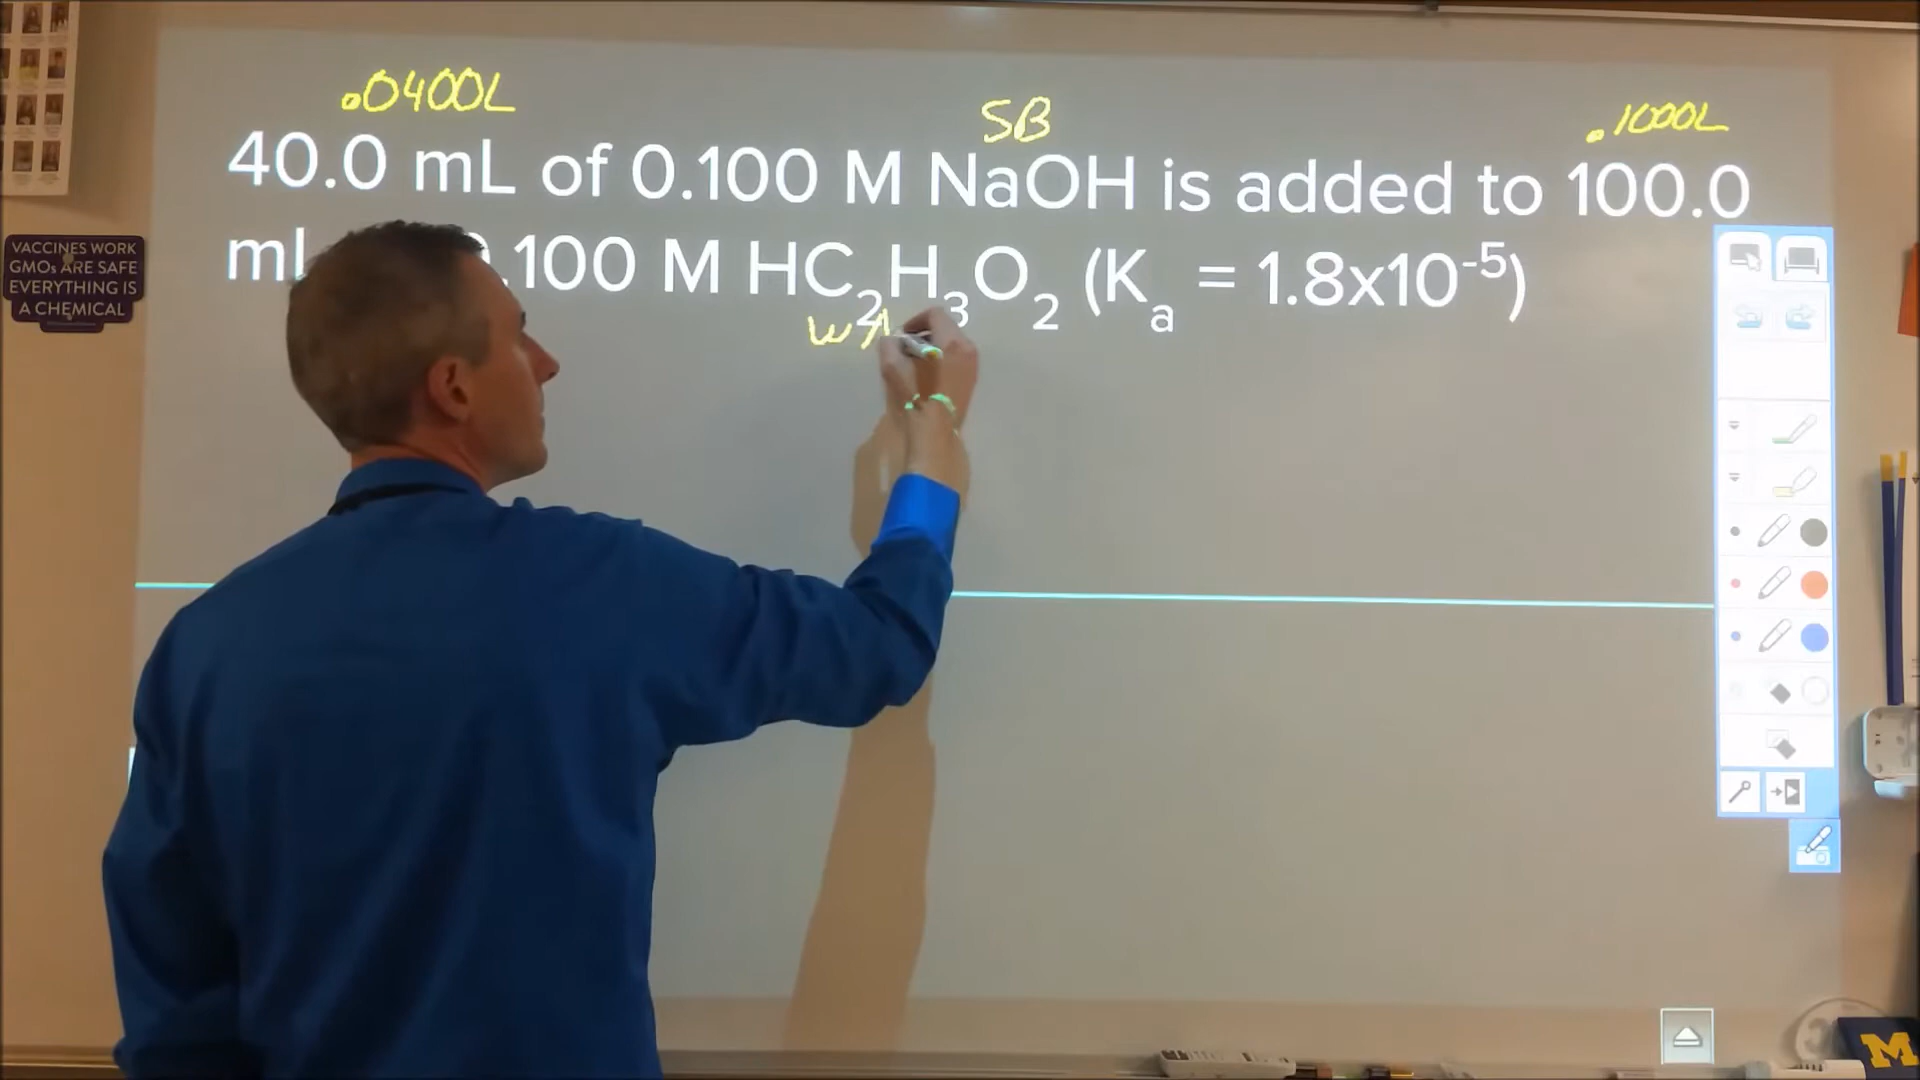 .0400L
SB
.1000L
40.0 mL of 0.100 M NaOH is added to 100.0
mL 0.100 M HC₂H₃O₂ (Kₐ = 1.8x10⁻⁵)
VACCINES WORK
GMOs ARE SAFE
EVERYTHING IS
A CHEMICAL
M